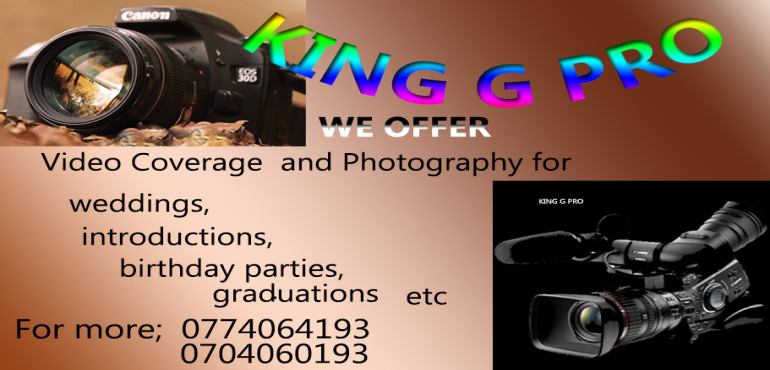 Canon
EOS
30D
KING G PRO
WE OFFER
Video Coverage and Photography for
weddings,
introductions,
birthday parties,
graduations etc
For more; 0774064193
0704060193
KING G PRO